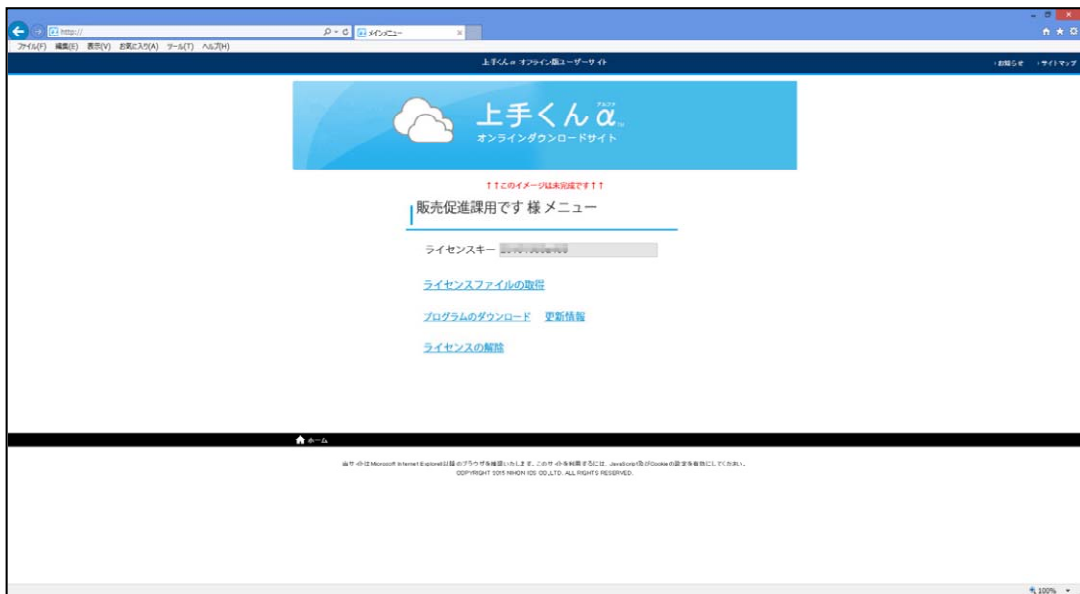 http://
メインメニュー
ファイル(F) 編集(E) 表示(V) お気に入り(A) ツール(T) ヘルプ(H)
上手くんα オフライン版ユーザーサイト
お知らせ サイトマップ
上手くんα アルファ ™
オンラインダウンロードサイト
↑↑このイメージは未完成です↑↑
販売促進課用です 様 メニュー
ライセンスキー
ライセンスファイルの取得
プログラムのダウンロード 更新情報
ライセンスの解除
ホーム
COPYRIGHT 2015 NIHON ICS CO.,LTD. ALL RIGHTS RESERVED.
100%